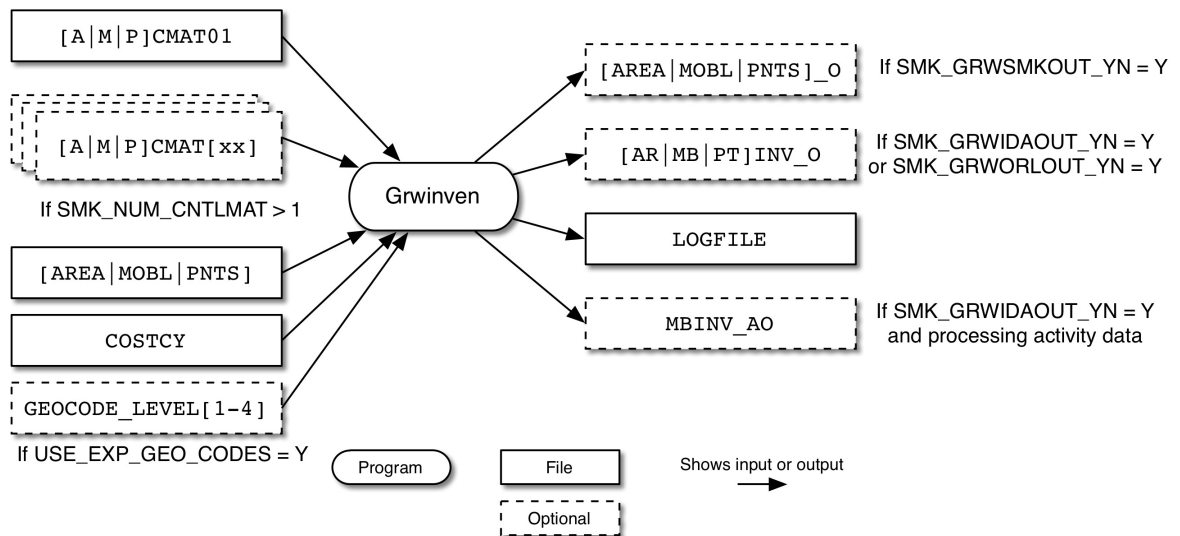 [A|M|P]CMAT01
[A|M|P]CMAT[xx]
If SMK_NUM_CNTLMAT > 1
[AREA|MOBL|PNTS]
COSTCY
GEOCODE_LEVEL[1-4]
If USE_EXP_GEO_CODES = Y
Grwinven
[AREA|MOBL|PNTS]_O
If SMK_GRWSMKOUT_YN = Y
[AR|MB|PT]INV_O
If SMK_GRWIDAOUT_YN = Y
or SMK_GRWORLOUT_YN = Y
LOGFILE
MBINV_AO
If SMK_GRWIDAOUT_YN = Y
and processing activity data
Program
File
Optional
Shows input or output